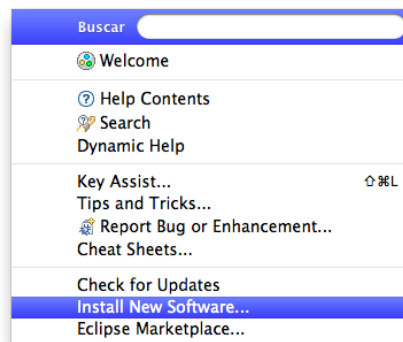 Buscar
Welcome
Help Contents
Search
Dynamic Help
Key Assist... ⇧⌘L
Tips and Tricks...
Report Bug or Enhancement...
Cheat Sheets...
Check for Updates
Install New Software...
Eclipse Marketplace...